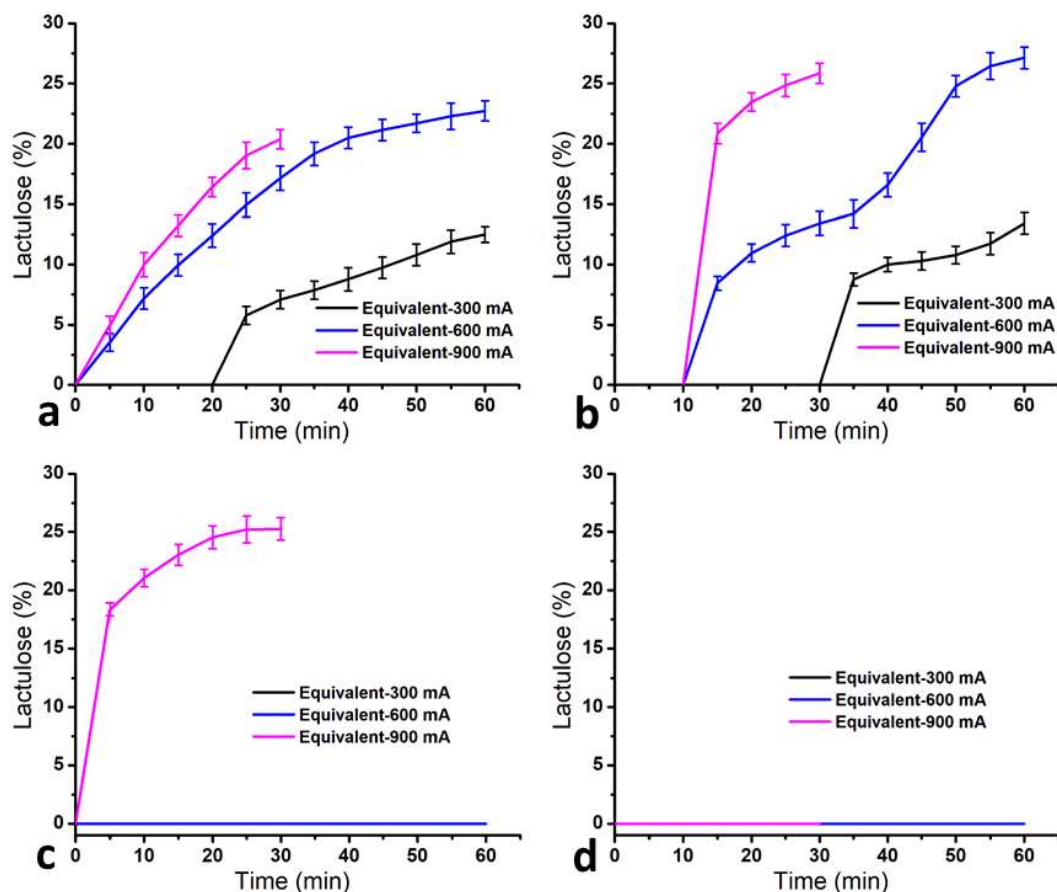 30
25
20
15
10
5
0
Lactulose (%)
Equivalent-300 mA
Equivalent-600 mA
Equivalent-900 mA
0 10 20 30 40 50 60
Time (min)
a
30
25
20
15
10
5
0
Lactulose (%)
Equivalent-300 mA
Equivalent-600 mA
Equivalent-900 mA
0 10 20 30 40 50 60
Time (min)
b
30
25
20
15
10
5
0
Lactulose (%)
Equivalent-300 mA
Equivalent-600 mA
Equivalent-900 mA
0 10 20 30 40 50 60
Time (min)
c
30
25
20
15
10
5
0
Lactulose (%)
Equivalent-300 mA
Equivalent-600 mA
Equivalent-900 mA
0 10 20 30 40 50 60
Time (min)
d